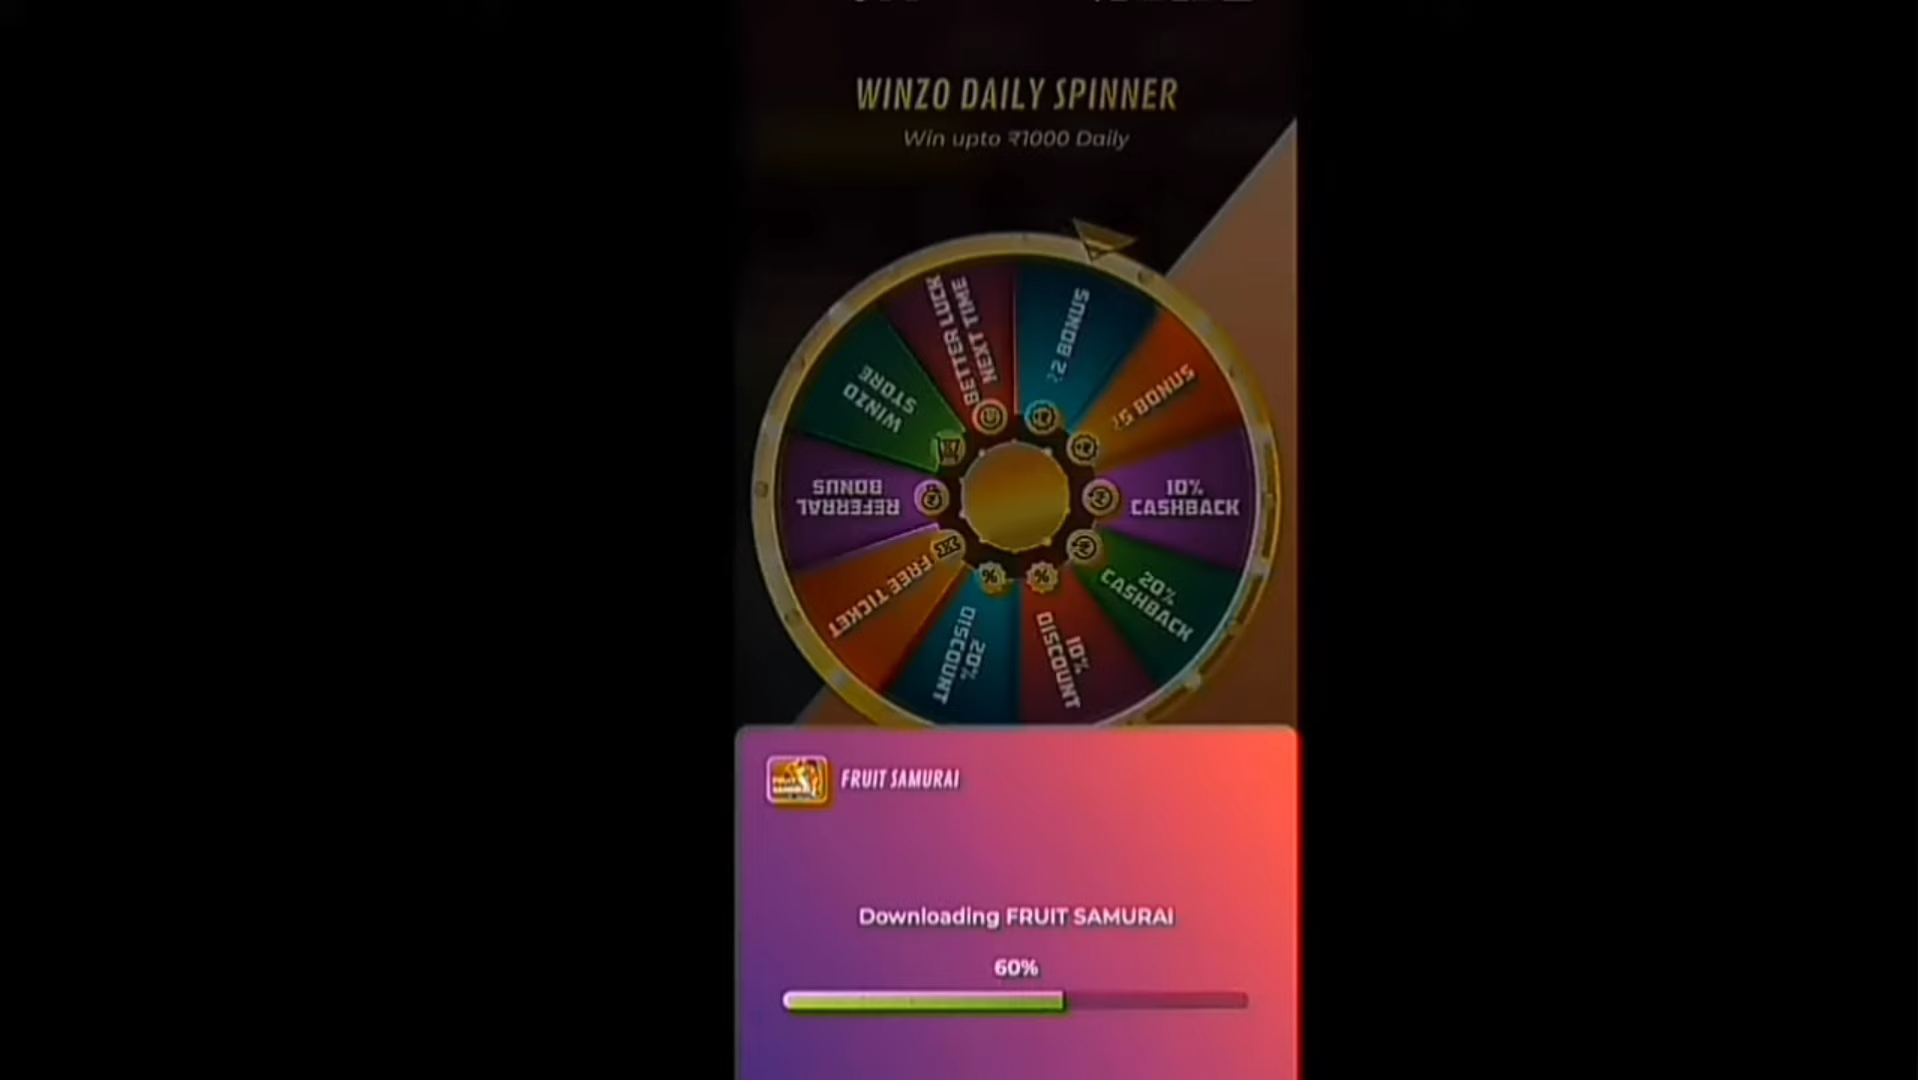 WINZO DAILY SPINNER
Win upto ₹1000 Daily
BETTER LUCK
NEXT TIME
₹2 BONUS
₹5 BONUS
10%
CASHBACK
20%
CASHBACK
10%
DISCOUNT
20%
DISCOUNT
FREE TICKET
REFERRAL
BONUS
WINZO
STORE
FRUIT SAMURAI
Downloading FRUIT SAMURAI
60%